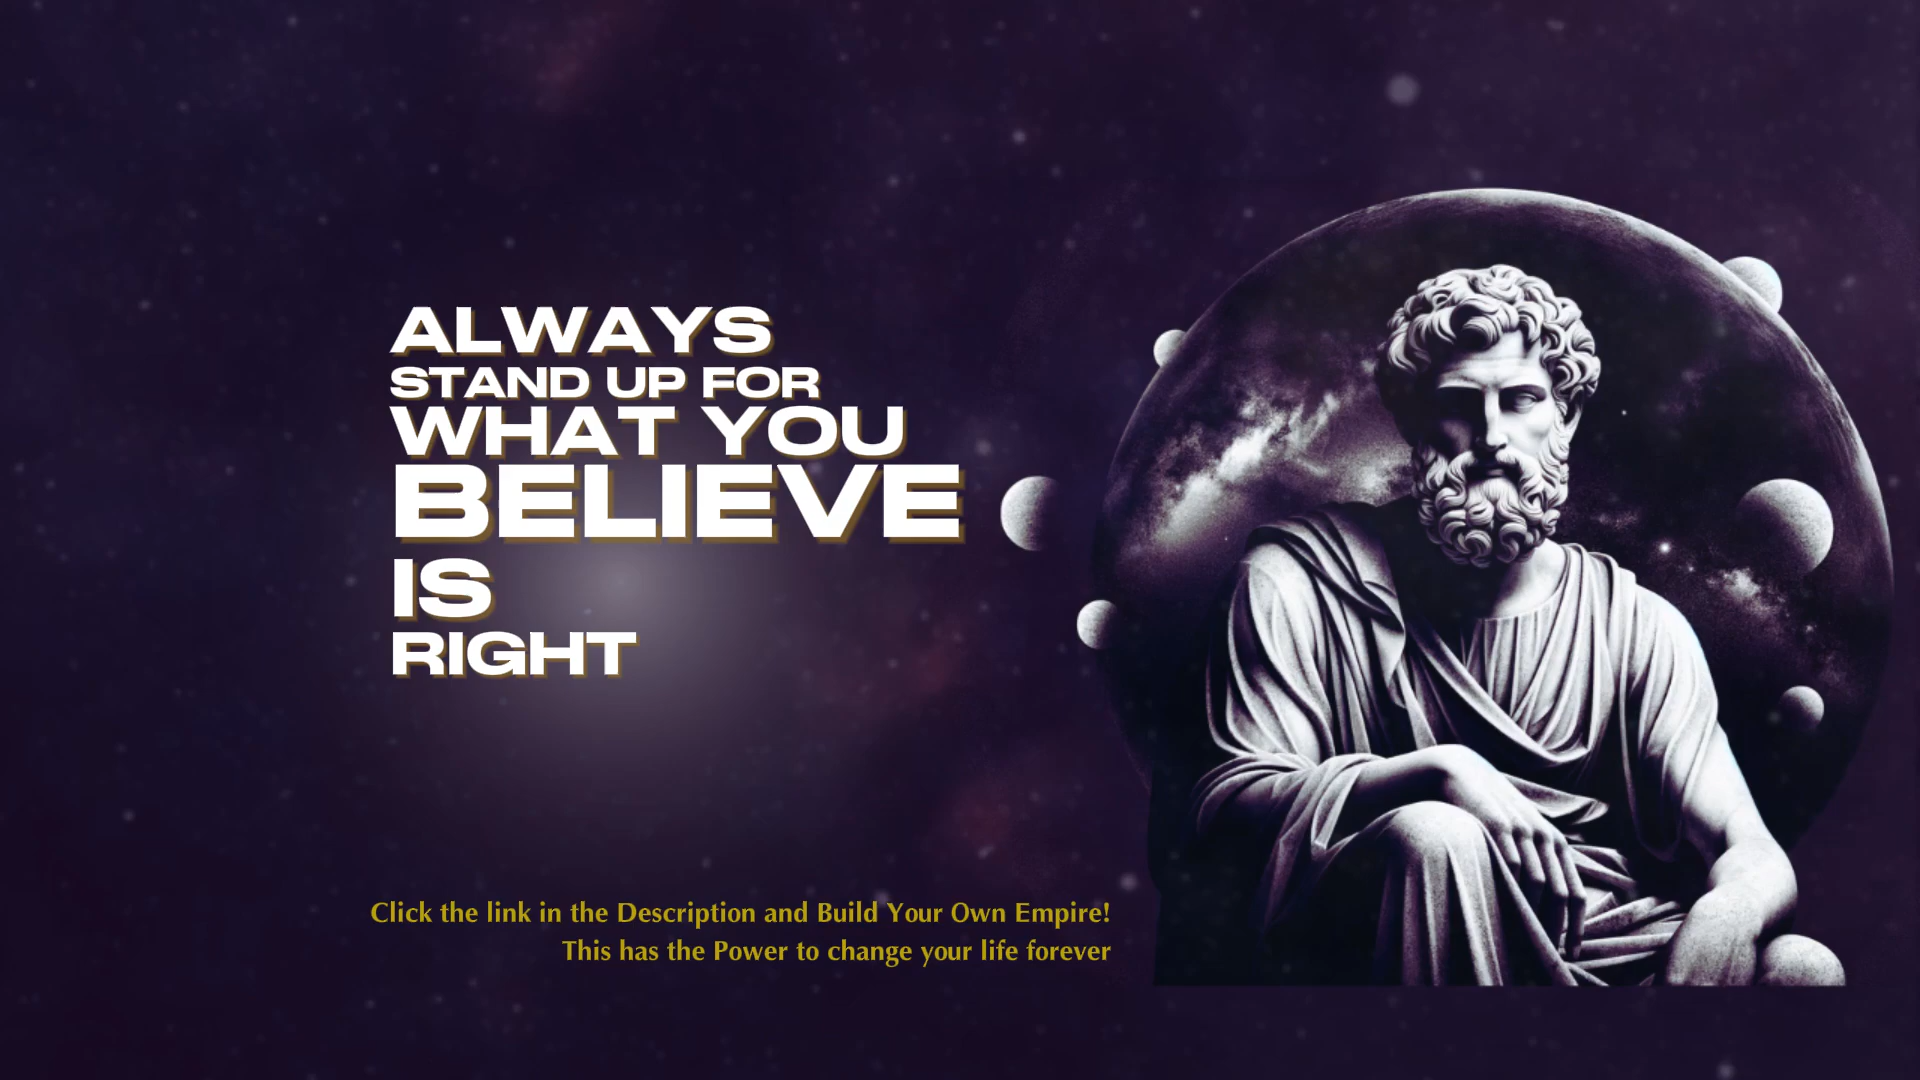 ALWAYS
STAND UP FOR
WHAT YOU
BELIEVE
IS
RIGHT
Click the link in the Description and Build Your Own Empire!
This has the Power to change your life forever